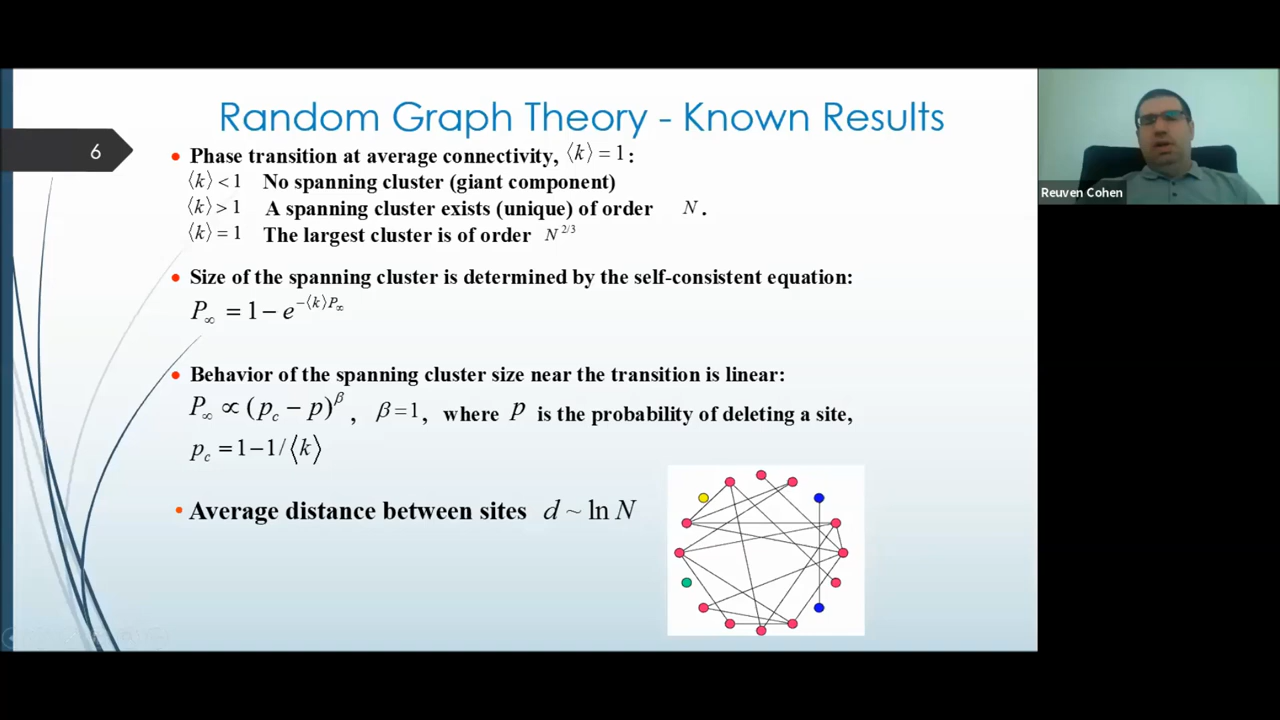 Random Graph Theory - Known Results
6
• Phase transition at average connectivity, ⟨k⟩ = 1 :
⟨k⟩ < 1 No spanning cluster (giant component)
⟨k⟩ > 1 A spanning cluster exists (unique) of order N .
⟨k⟩ = 1 The largest cluster is of order N^{2/3}
• Size of the spanning cluster is determined by the self-consistent equation:
P_∞ = 1 − e^{−⟨k⟩P_∞}
• Behavior of the spanning cluster size near the transition is linear:
P_∞ ∝ (p_c − p)^β , β = 1, where p is the probability of deleting a site,
p_c = 1 − 1/⟨k⟩
• Average distance between sites d ~ ln N
Reuven Cohen